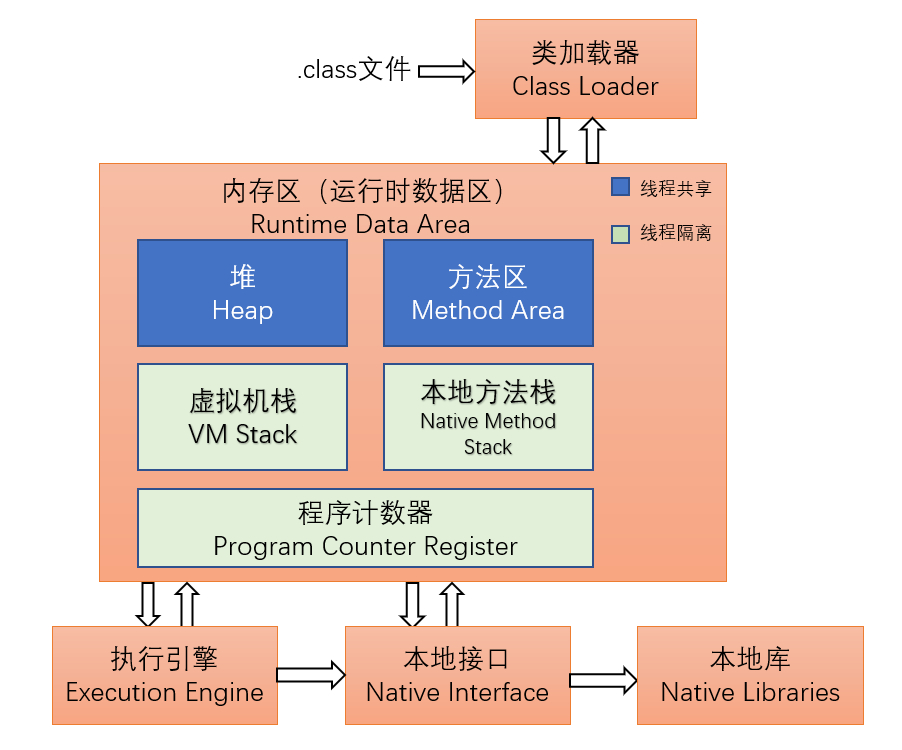 .class文件
类加载器
Class Loader
内存区（运行时数据区）
Runtime Data Area
线程共享
线程隔离
堆
Heap
方法区
Method Area
虚拟机栈
VM Stack
本地方法栈
Native Method
Stack
程序计数器
Program Counter Register
执行引擎
Execution Engine
本地接口
Native Interface
本地库
Native Libraries